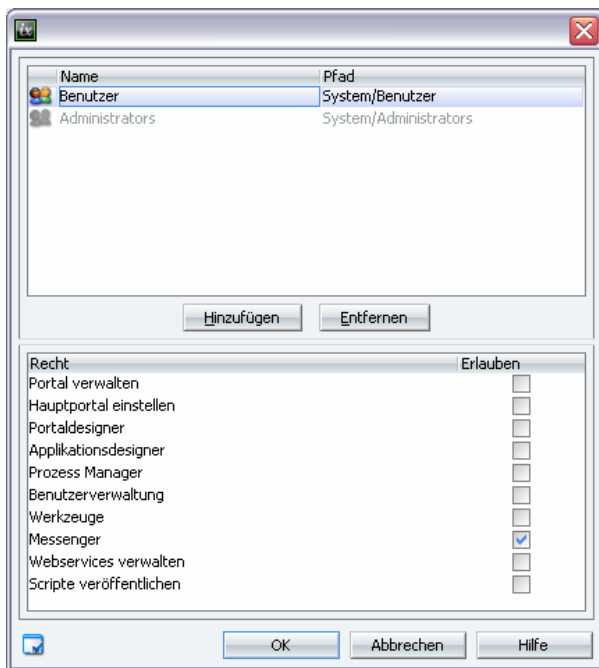 ix
Name Pfad
Benutzer System/Benutzer
Administrators System/Administrators
Hinzufügen Entfernen
Recht Erlauben
Portal verwalten
Hauptportal einstellen
Portaldesigner
Applikationsdesigner
Prozess Manager
Benutzerverwaltung
Werkzeuge
Messenger
Webservices verwalten
Scripte veröffentlichen
OK Abbrechen Hilfe